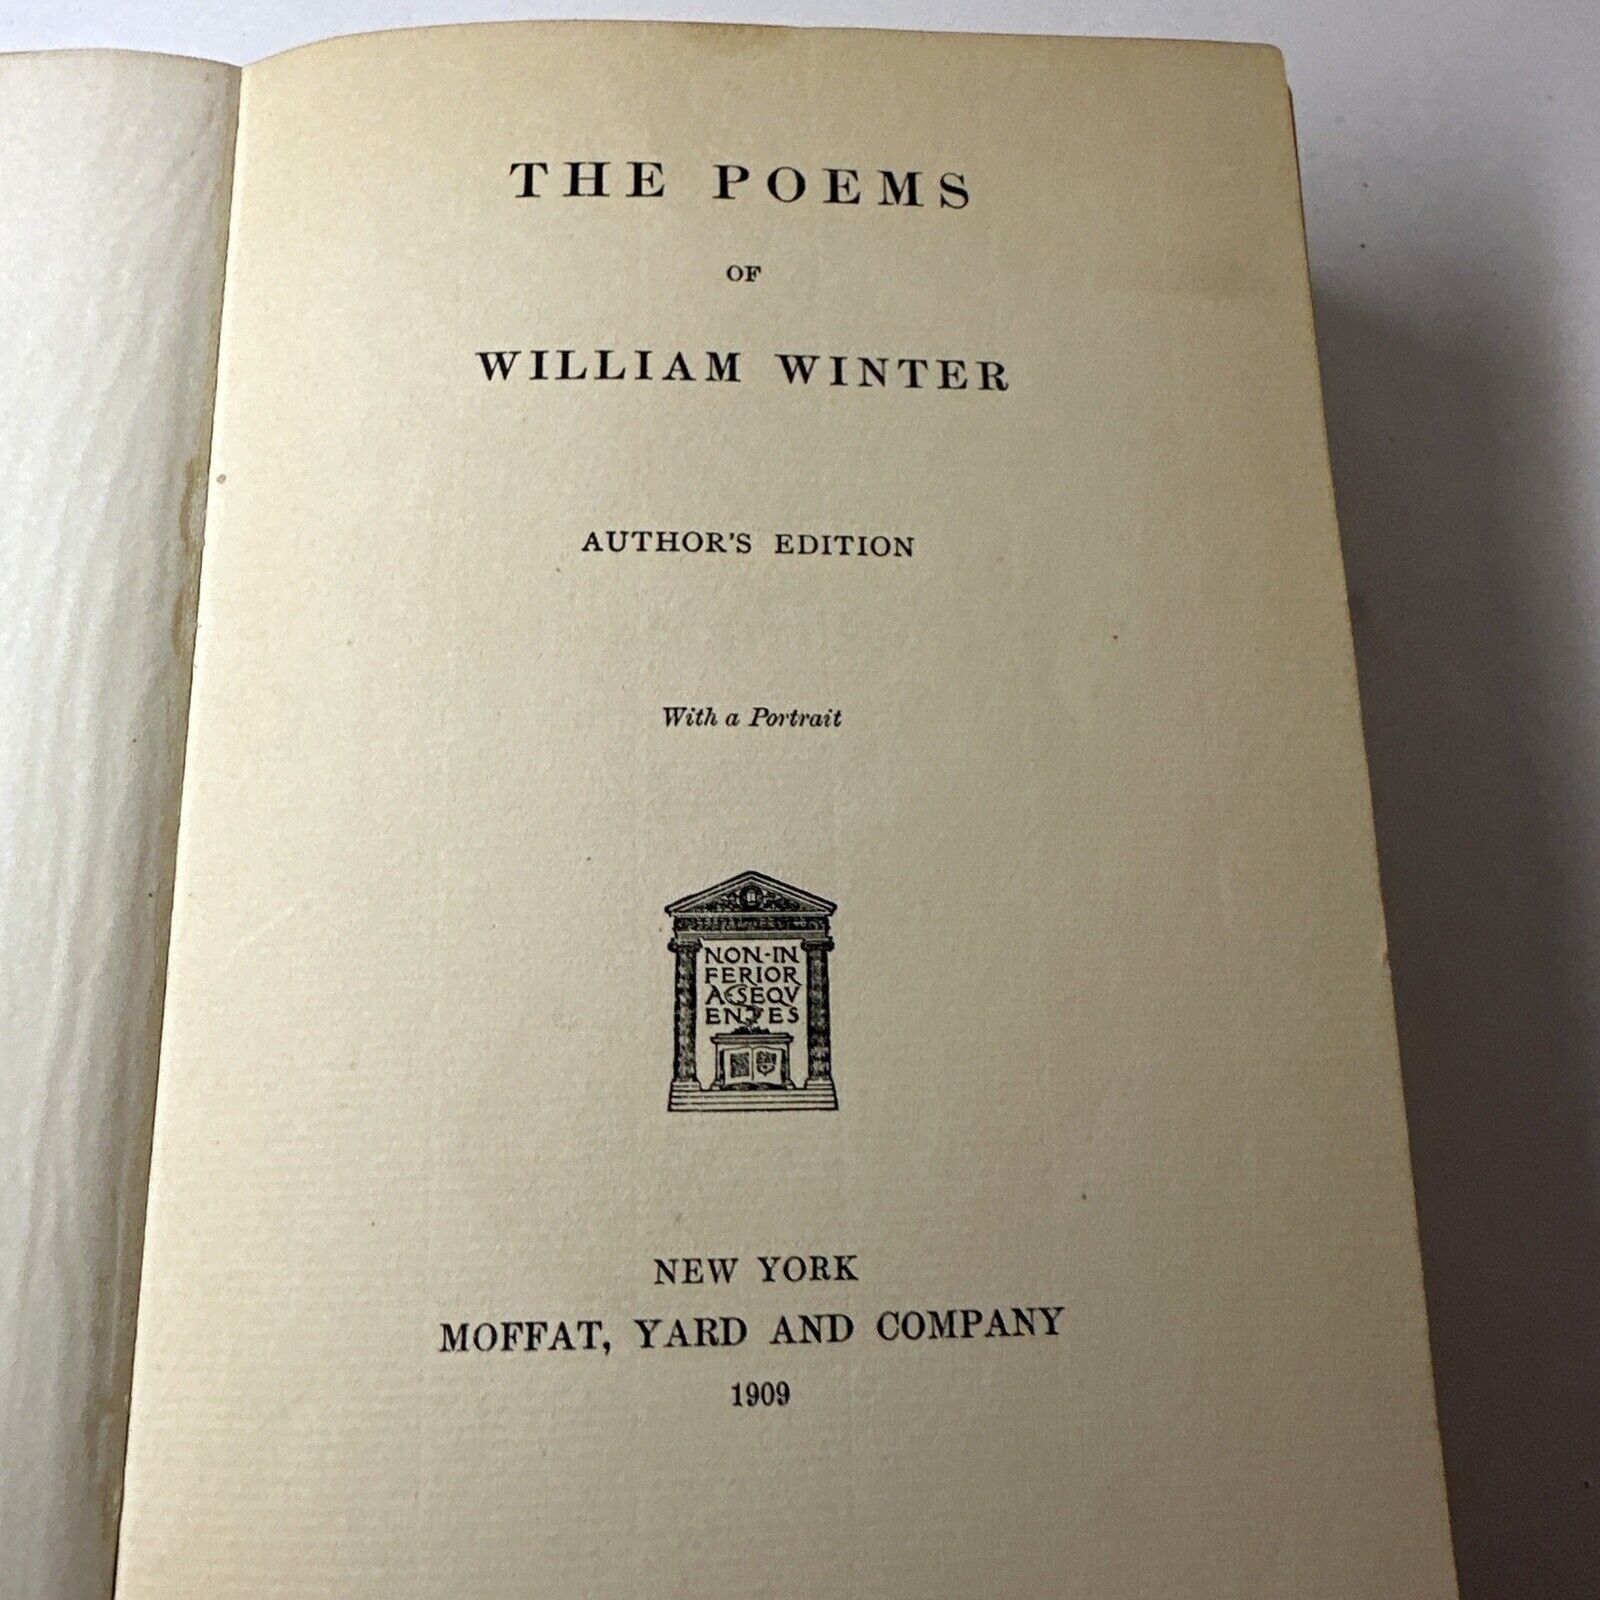 THE POEMS
OF
WILLIAM WINTER
AUTHOR'S EDITION
With a Portrait
NON-IN
FERIOR
AESEQV
ENTES
NEW YORK
MOFFAT, YARD AND COMPANY
1909